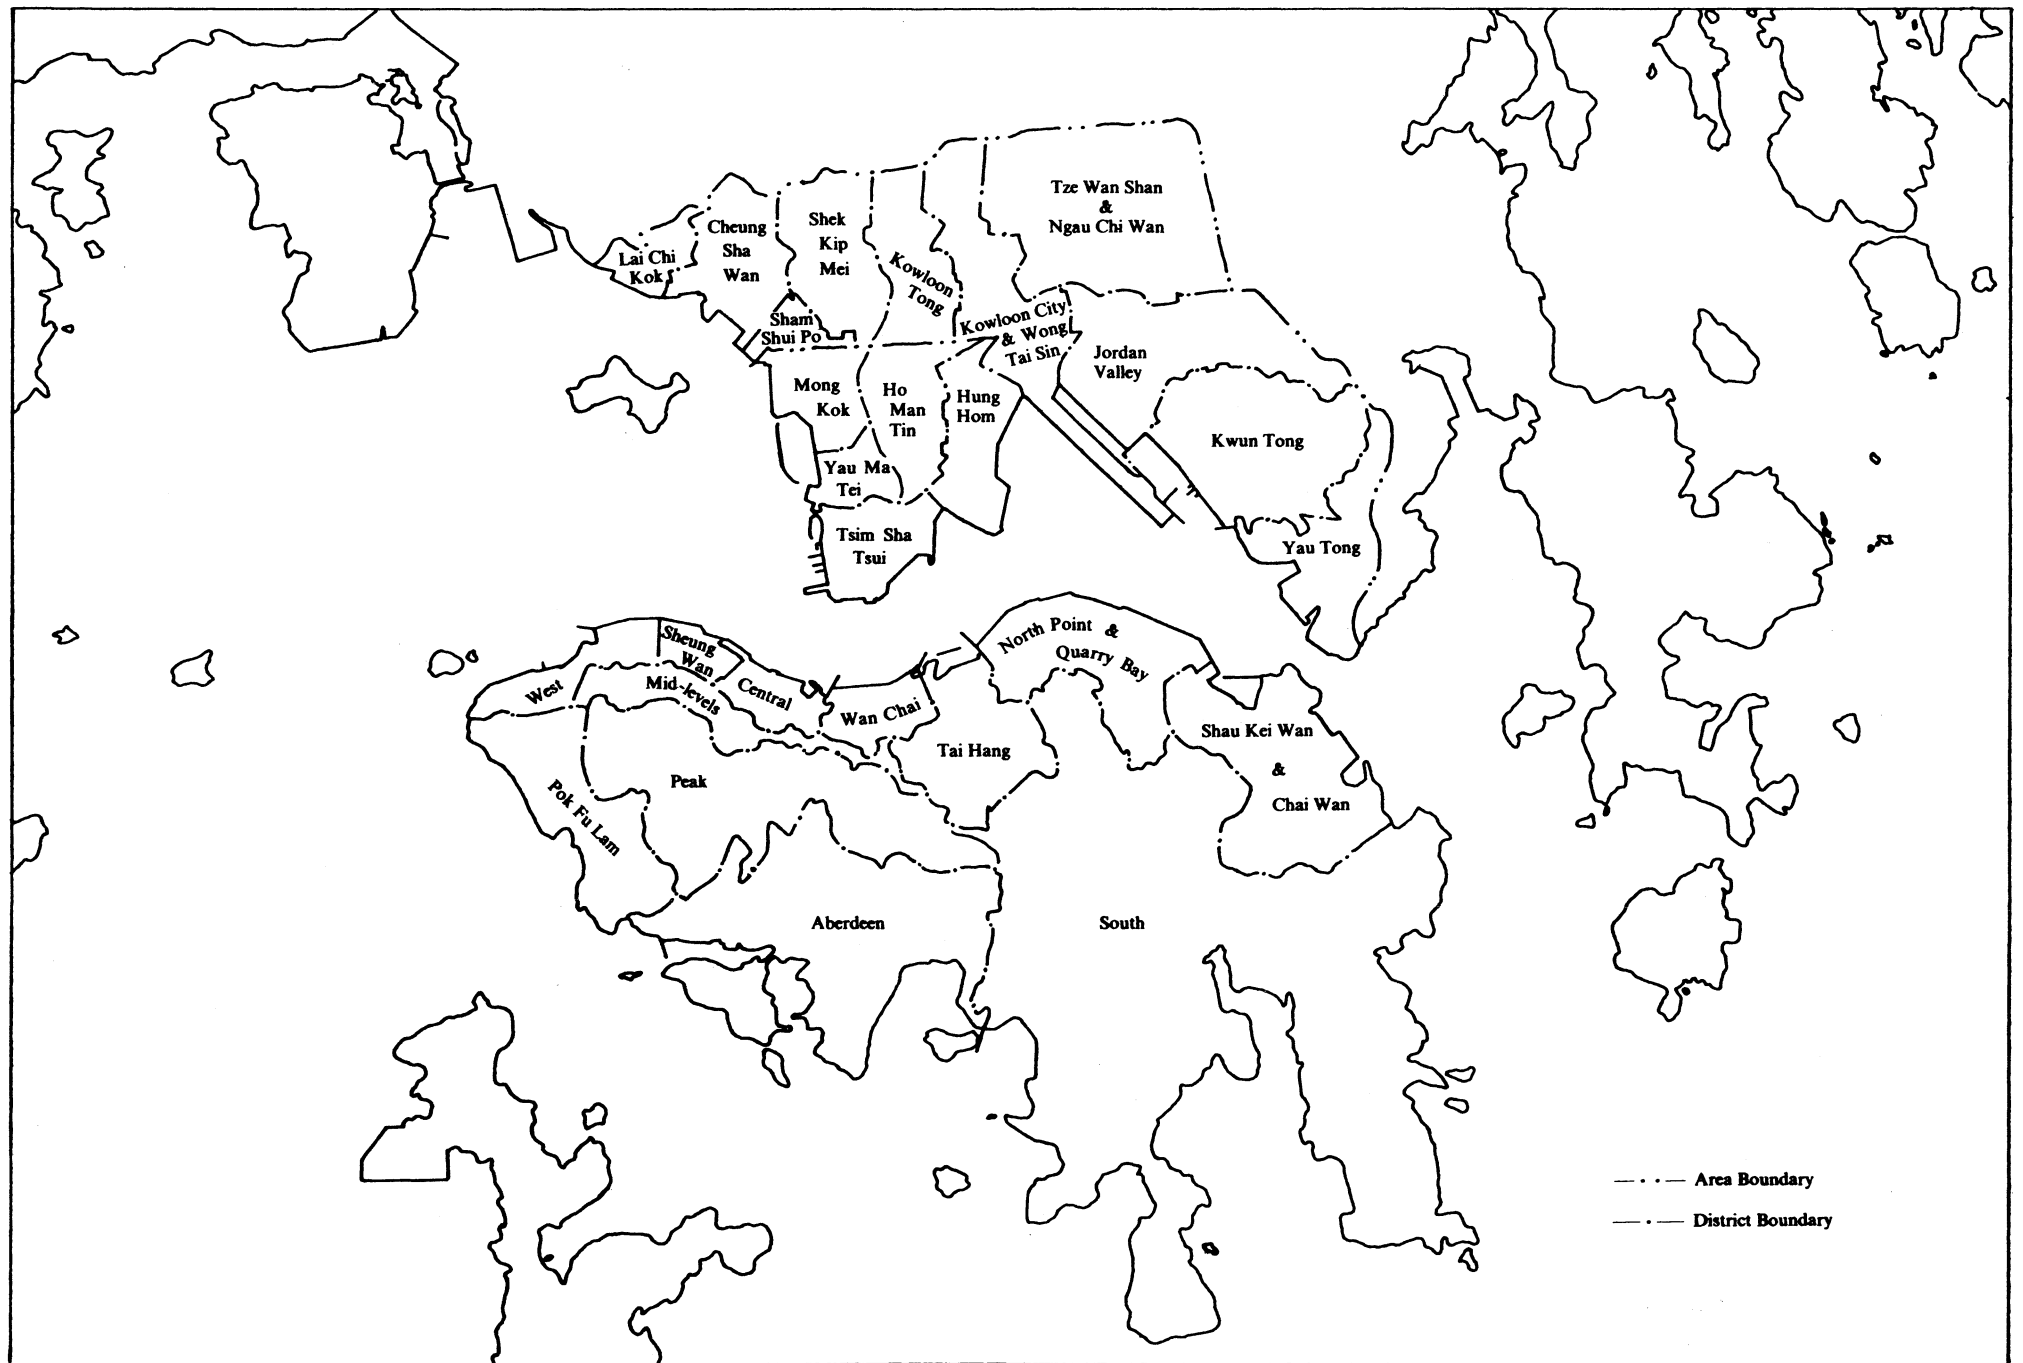 Tze Wan Shan
&
Ngau Chi Wan
Shek
Kip
Mei
Cheung
Sha
Wan
Lai Chi
Kok
Kowloon
Tong
Sham
Shui Po
Kowloon City
& Wong
Tai Sin
Jordan
Valley
Mong
Kok
Ho
Man
Tin
Hung
Hom
Kwun Tong
Yau Ma
Tei
Tsim Sha
Tsui
Yau Tong
Sheung
Wan
North Point &
Quarry Bay
West
Mid-levels
Central
Wan Chai
Tai Hang
Shau Kei Wan
&
Chai Wan
Peak
Pok Fu Lam
Aberdeen
South
Area Boundary
District Boundary